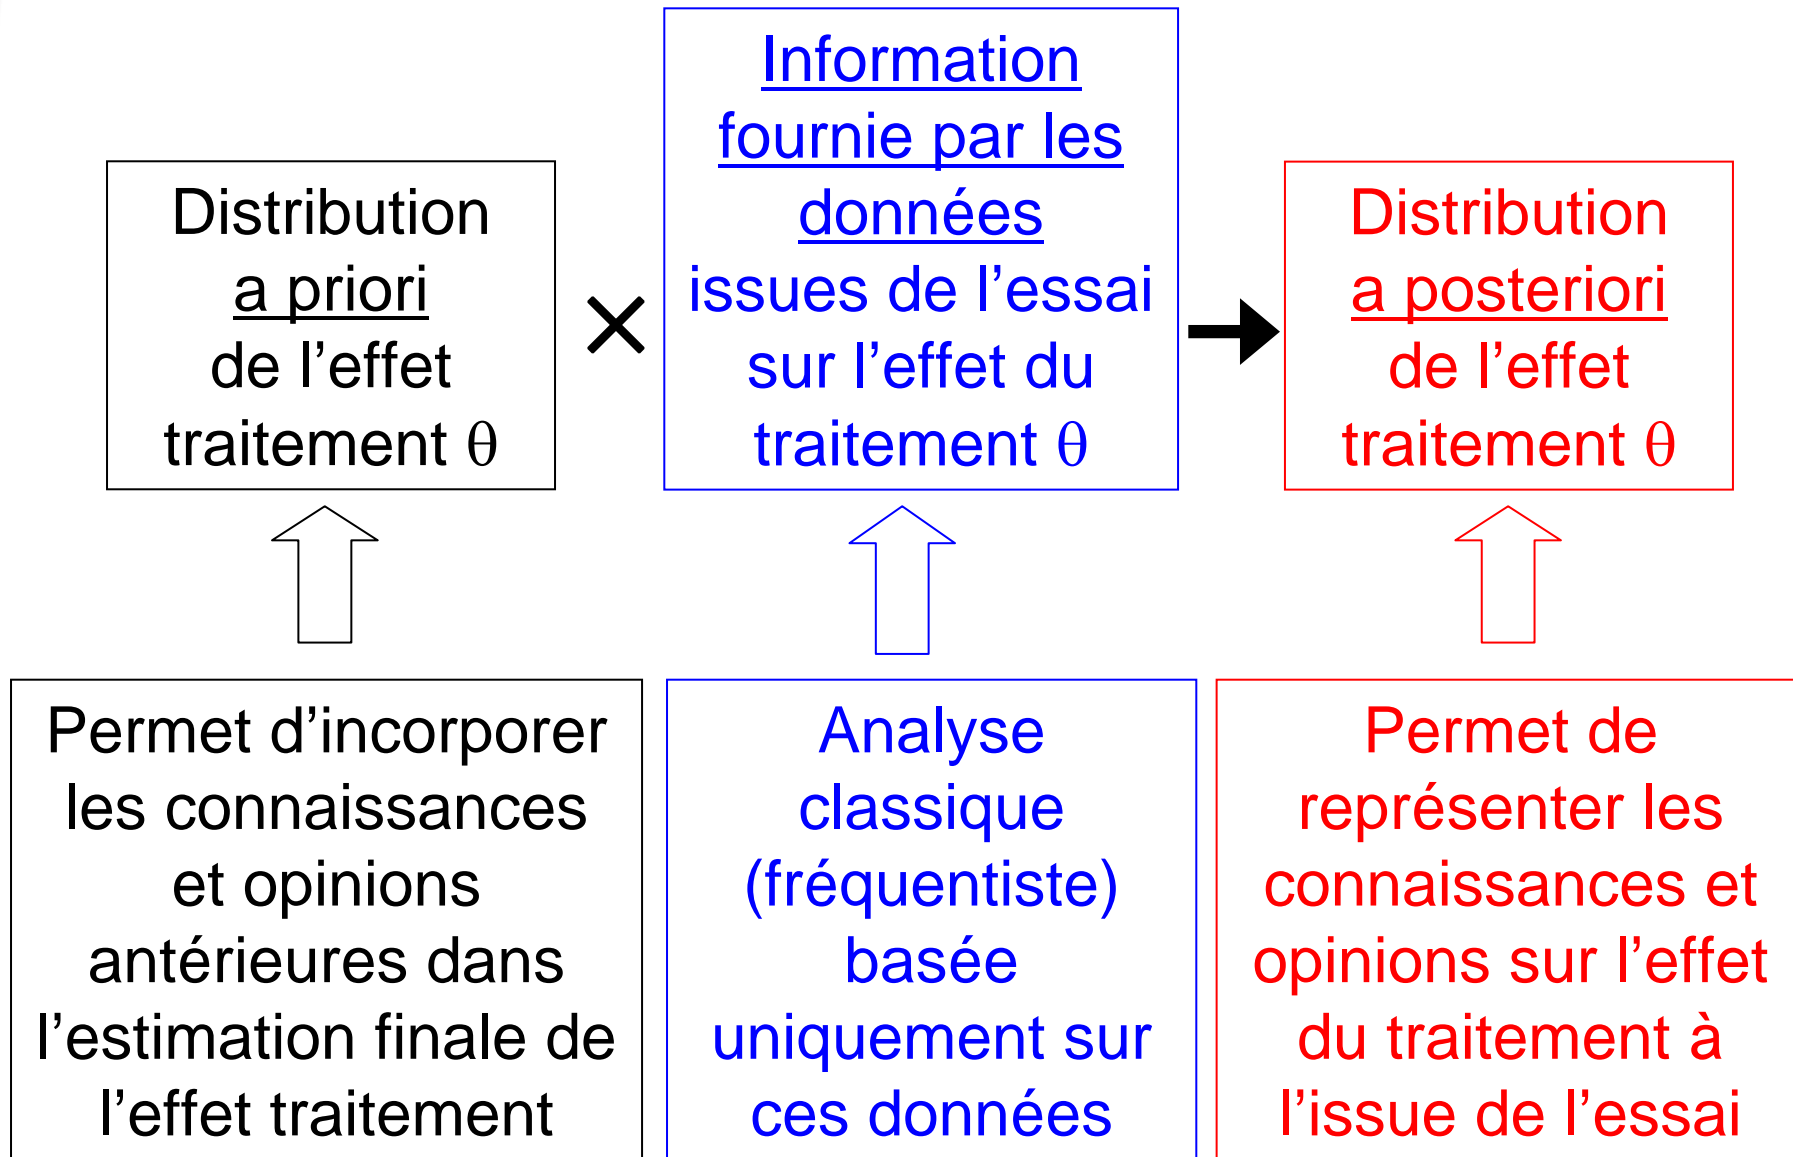 Distribution
a priori
de l’effet
traitement θ
×
Information
fournie par les
données
issues de l’essai
sur l’effet du
traitement θ
Distribution
a posteriori
de l’effet
traitement θ
Permet d’incorporer
les connaissances
et opinions
antérieures dans
l’estimation finale de
l’effet traitement
Analyse
classique
(fréquentiste)
basée
uniquement sur
ces données
Permet de
représenter les
connaissances et
opinions sur l’effet
du traitement à
l’issue de l’essai